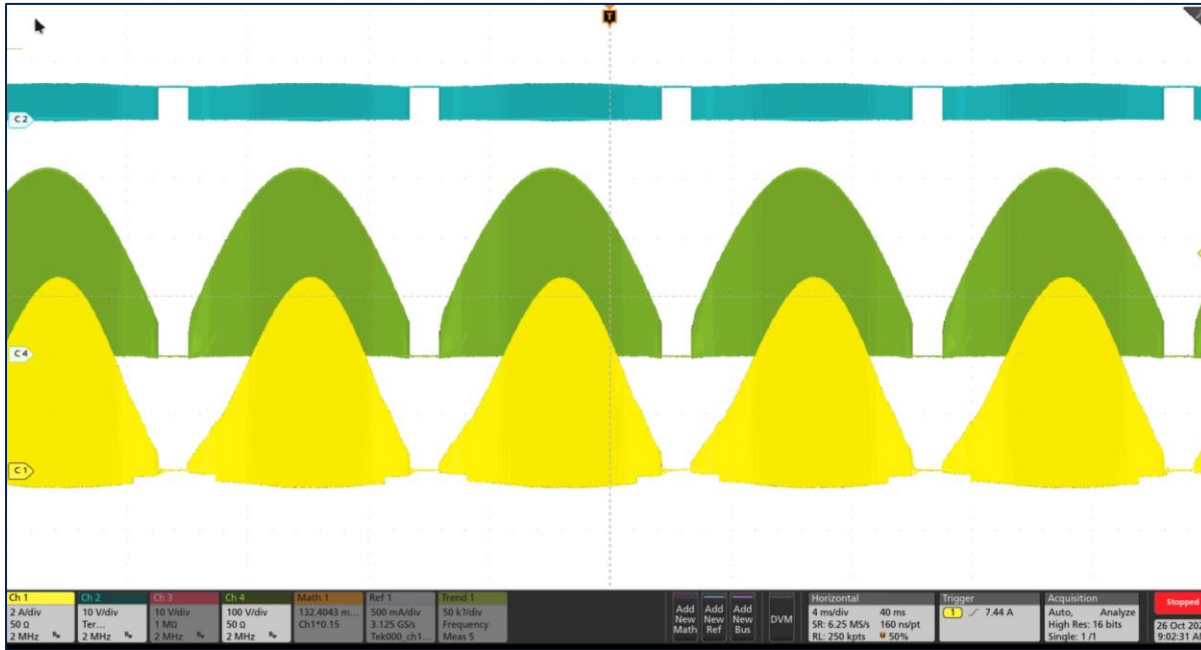 T
C 2
C 4
C 1
Ch 1
2 A/div
50 Ω
2 MHz
Ch 2
10 V/div
Ter...
2 MHz
Ch 3
10 V/div
1 MΩ
2 MHz
Ch 4
100 V/div
50 Ω
2 MHz
Math 1
132.4043 m...
Ch1*0.15
Ref 1
500 mA/div
3.125 GS/s
Tek000_ch1...
Trend 1
50 k?/div
Frequency
Meas 5
Add New Math
Add New Ref
Add New Bus
DVM
Horizontal
4 ms/div 40 ms
SR: 6.25 MS/s 160 ns/pt
RL: 250 kpts 50%
Trigger
1 7.44 A
Acquisition
Auto, Analyze
High Res: 16 bits
Single: 1 /1
Stopped
26 Oct 202
9:02:31 A